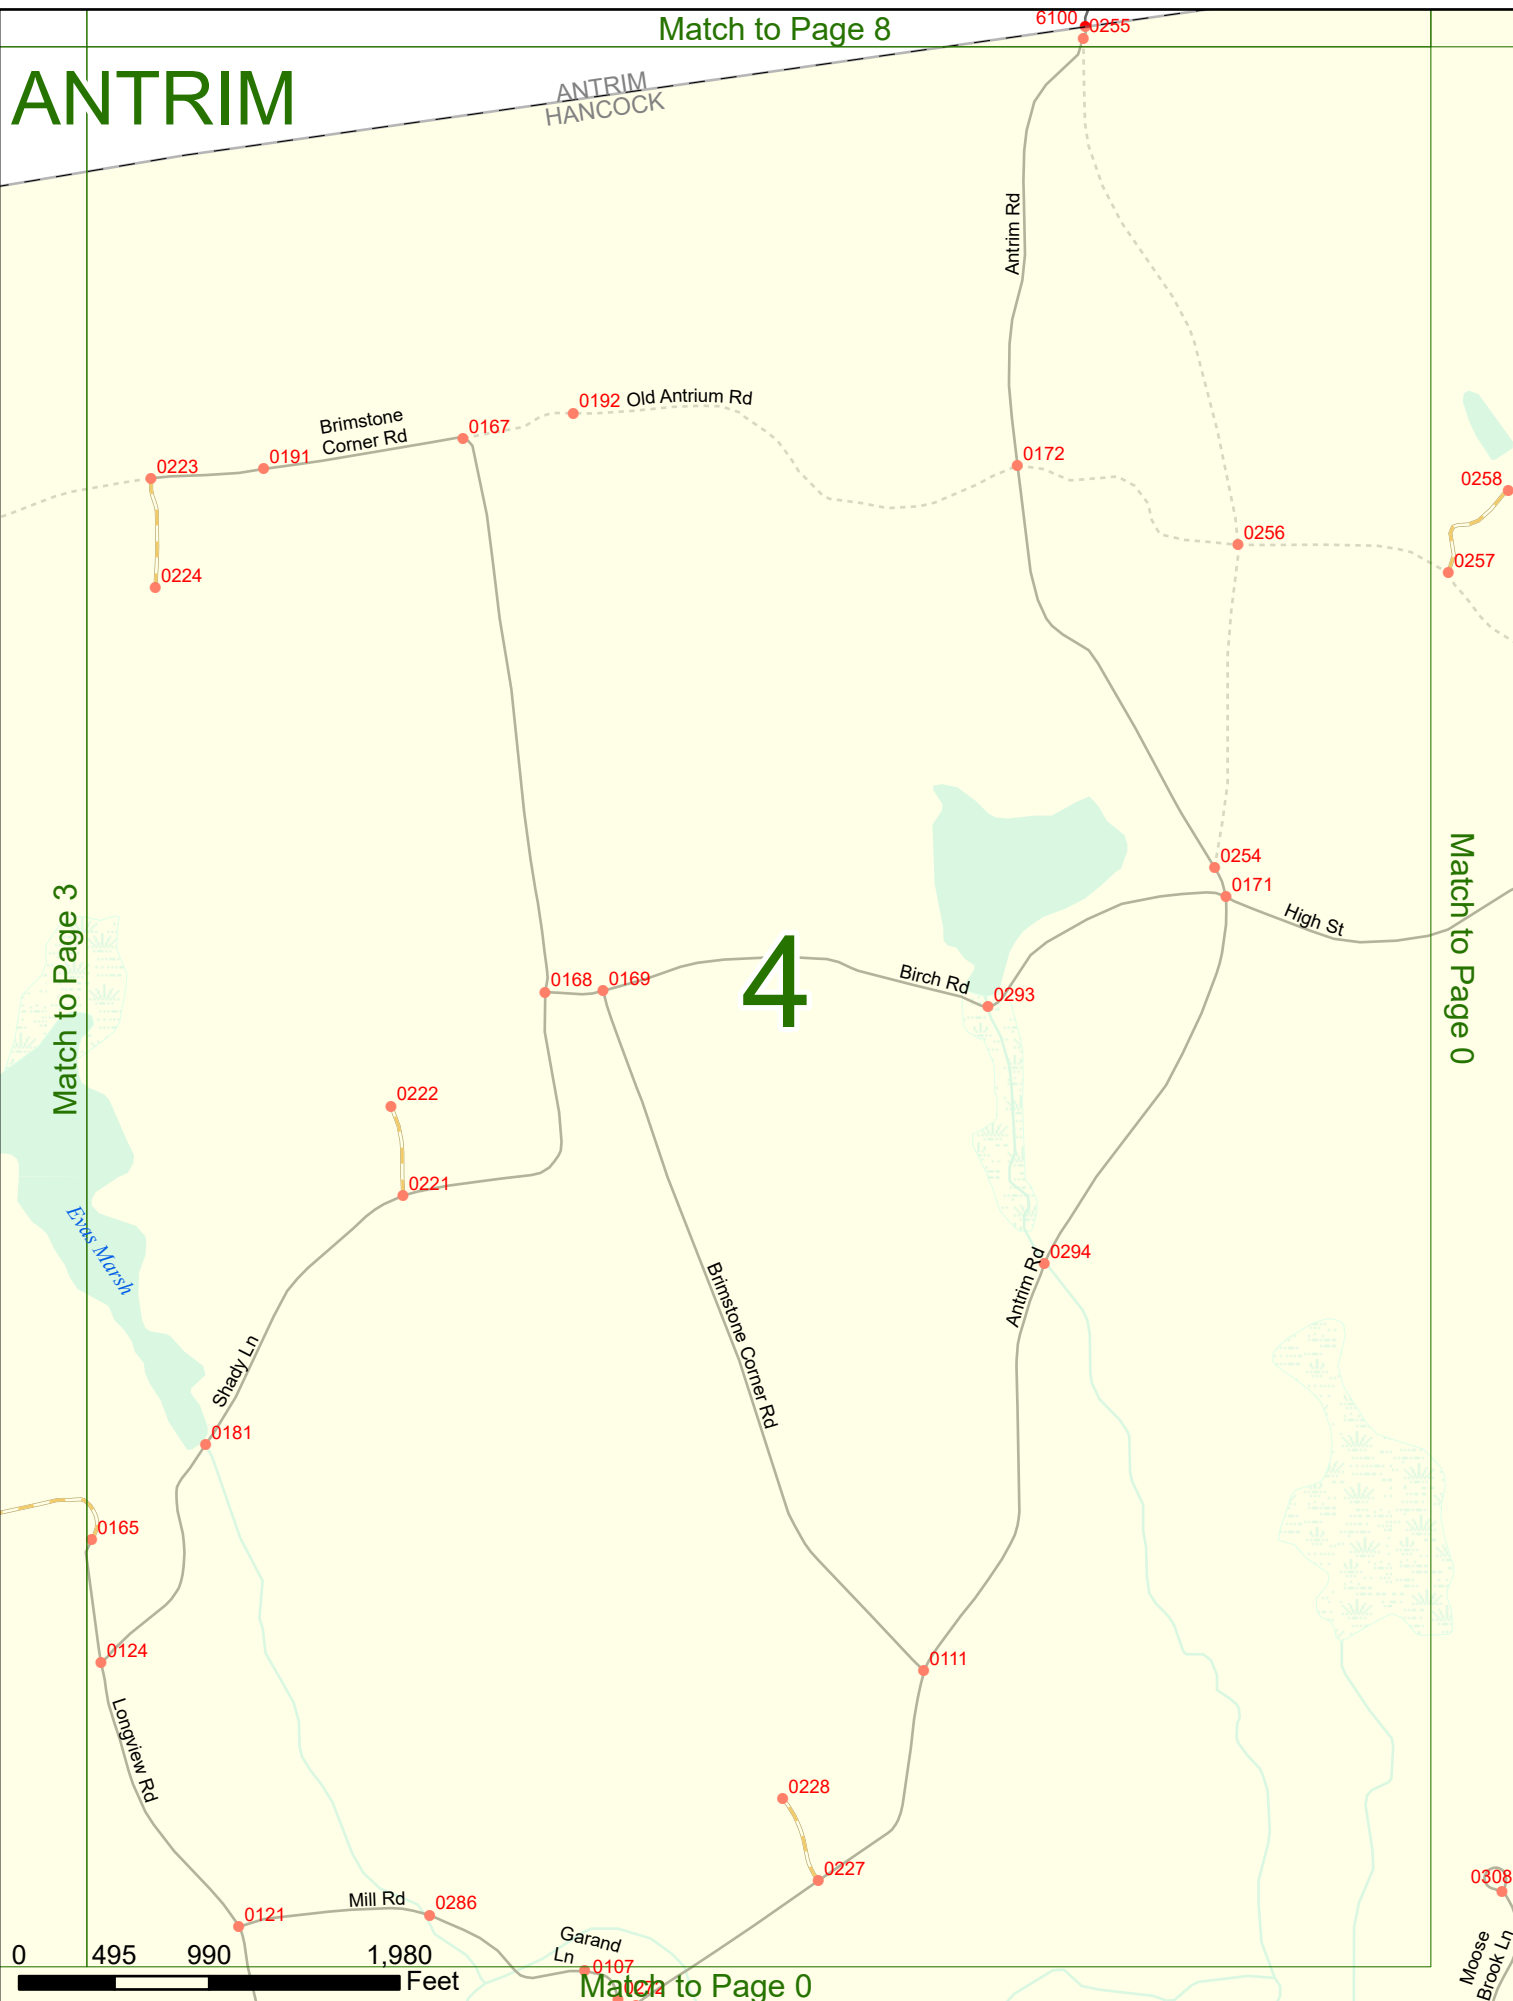 6100
0255
Match to Page 8
ANTRIM
ANTRIM
HANCOCK
Antrim Rd
0192
Old Antrium Rd
Brimstone
Corner Rd
0167
0191
0223
0172
0258
0256
0257
0224
Match to Page 3
Match to Page 0
0254
0171
High St
4
0168
0169
Birch Rd
0293
0222
0221
Evas Marsh
0294
Antrim Rd
Brimstone Corner Rd
Shady Ln
0181
0165
0124
0111
Longview Rd
0228
0227
0308
Mill Rd
0286
0121
Garand
Ln
0107
0272
Moose
Brook Ln
0
495
990
1,980
Feet
Match to Page 0